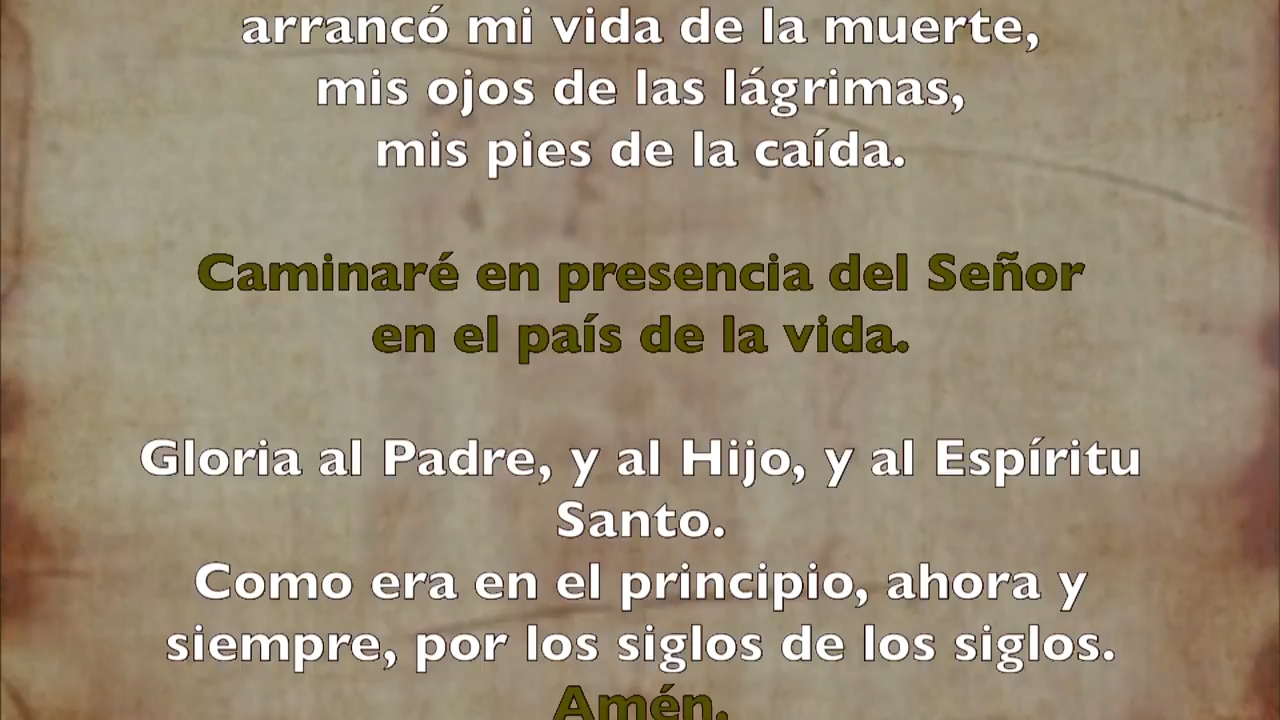 arrancó mi vida de la muerte,
mis ojos de las lágrimas,
mis pies de la caída.
Caminaré en presencia del Señor
en el país de la vida.
Gloria al Padre, y al Hijo, y al Espíritu
Santo.
Como era en el principio, ahora y
siempre, por los siglos de los siglos.
Amén.